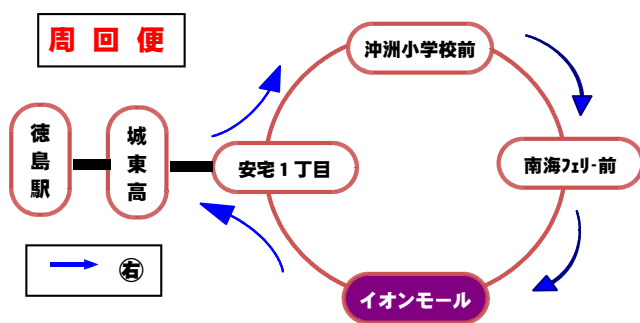 周回便
沖洲小学校前
徳島駅
城東高
安宅１丁目
南海ﾌｪﾘｰ前
㊨
イオンモール